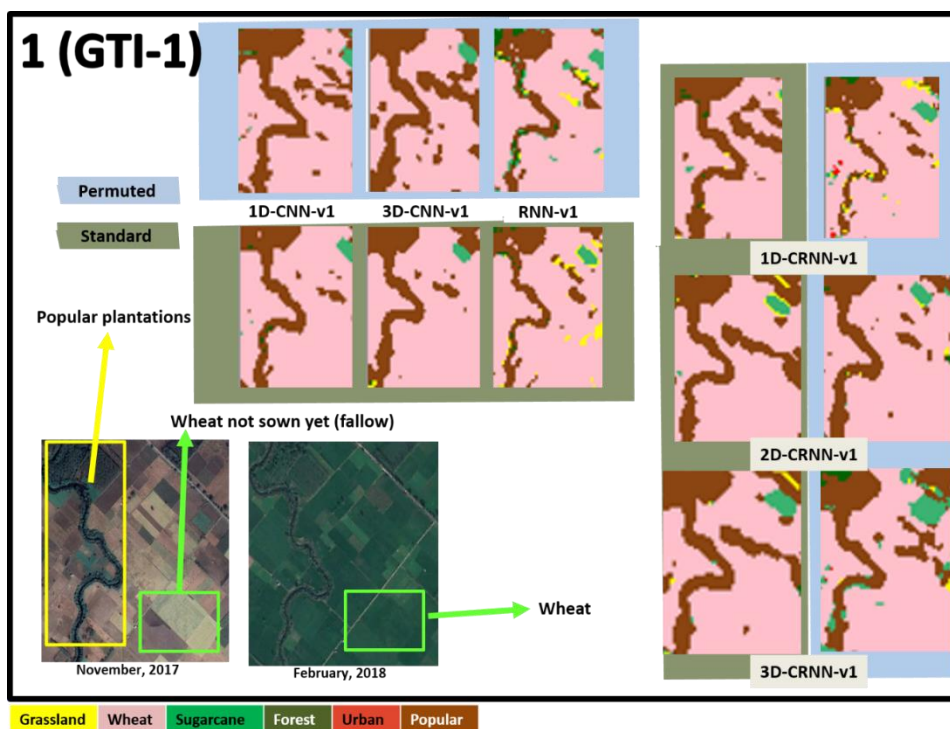 1 (GTI-1)
Permuted
1D-CNN-v1 3D-CNN-v1 RNN-v1
Standard
1D-CRNN-v1
Popular plantations
Wheat not sown yet (fallow)
2D-CRNN-v1
Wheat
November, 2017
February, 2018
3D-CRNN-v1
Grassland Wheat Sugarcane Forest Urban Popular